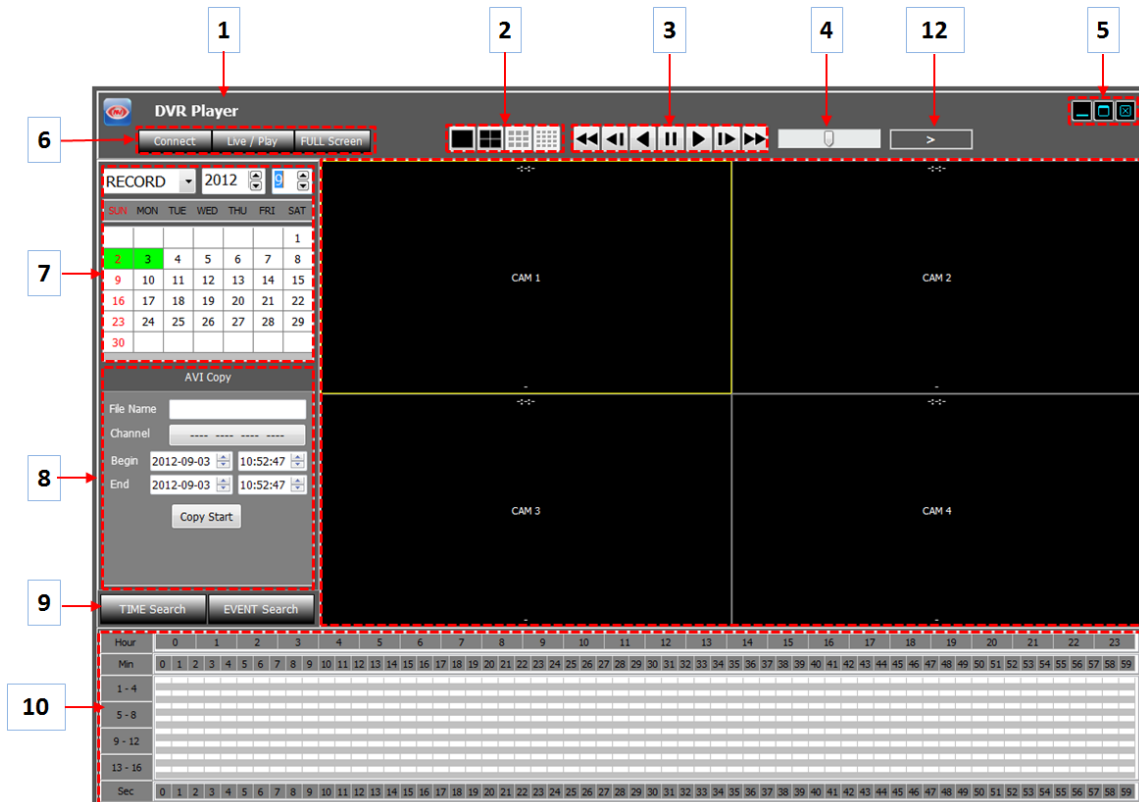 1 2 3 4 12 5
DVR Player
6
Connect Live / Play FULL Screen
>
RECORD 2012 9
SUN MON TUE WED THU FRI SAT
1
2 3 4 5 6 7 8
7
9 10 11 12 13 14 15
16 17 18 19 20 21 22
23 24 25 26 27 28 29
30
-:-:- -:-:-
CAM 1 CAM 2
- -
AVI Copy
File Name
Channel ---- ---- ---- ----
Begin 2012-09-03 10:52:47
8
End 2012-09-03 10:52:47
Copy Start
-:-:- -:-:-
CAM 3 CAM 4
- -
9
TIME Search EVENT Search
Hour 0 1 2 3 4 5 6 7 8 9 10 11 12 13 14 15 16 17 18 19 20 21 22 23
Min 0 1 2 3 4 5 6 7 8 9 10 11 12 13 14 15 16 17 18 19 20 21 22 23 24 25 26 27 28 29 30 31 32 33 34 35 36 37 38 39 40 41 42 43 44 45 46 47 48 49 50 51 52 53 54 55 56 57 58 59
1 - 4
10
5 - 8
9 - 12
13 - 16
Sec 0 1 2 3 4 5 6 7 8 9 10 11 12 13 14 15 16 17 18 19 20 21 22 23 24 25 26 27 28 29 30 31 32 33 34 35 36 37 38 39 40 41 42 43 44 45 46 47 48 49 50 51 52 53 54 55 56 57 58 59